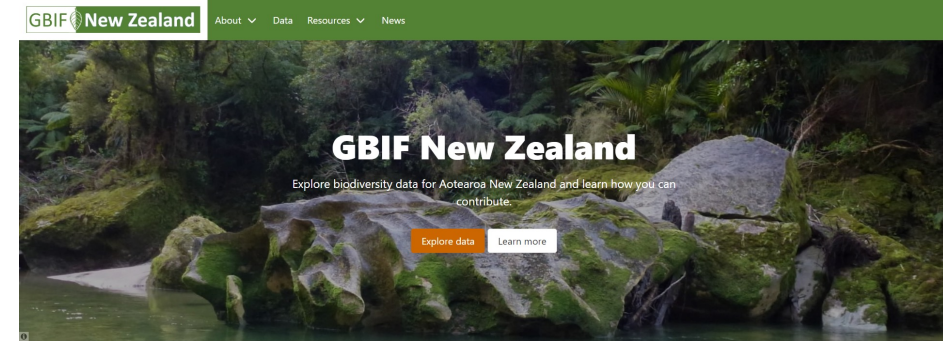 GBIF New Zealand
About
Data
Resources
News
GBIF New Zealand
Explore biodiversity data for Aotearoa New Zealand and learn how you can
contribute.
Explore data
Learn more